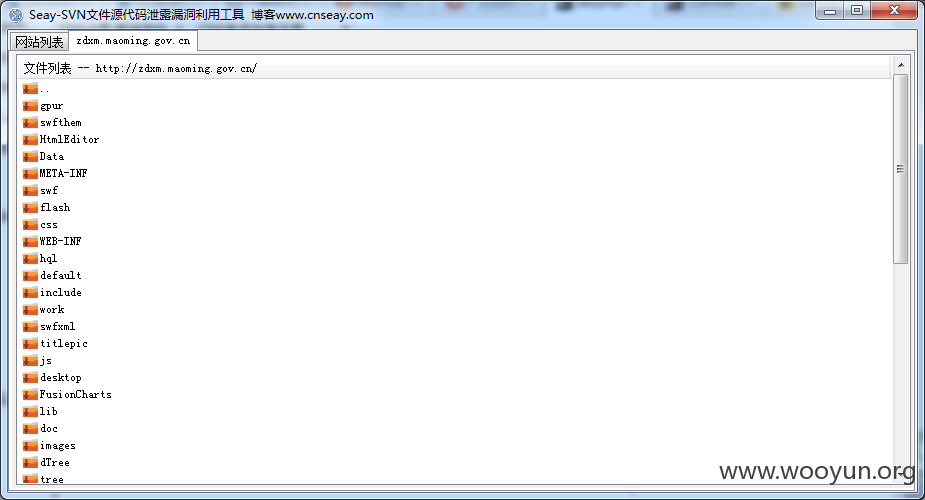 Seay-SVN文件源代码泄露漏洞利用工具 博客www.cnseay.com
网站列表 zdxm.maoming.gov.cn
文件列表 -- http://zdxm.maoming.gov.cn/
..
gpur
swfthem
HtmlEditor
Data
META-INF
swf
flash
css
WEB-INF
hql
default
include
work
swfxml
titlepic
js
desktop
FusionCharts
lib
doc
images
dTree
tree
www.wooyun.org